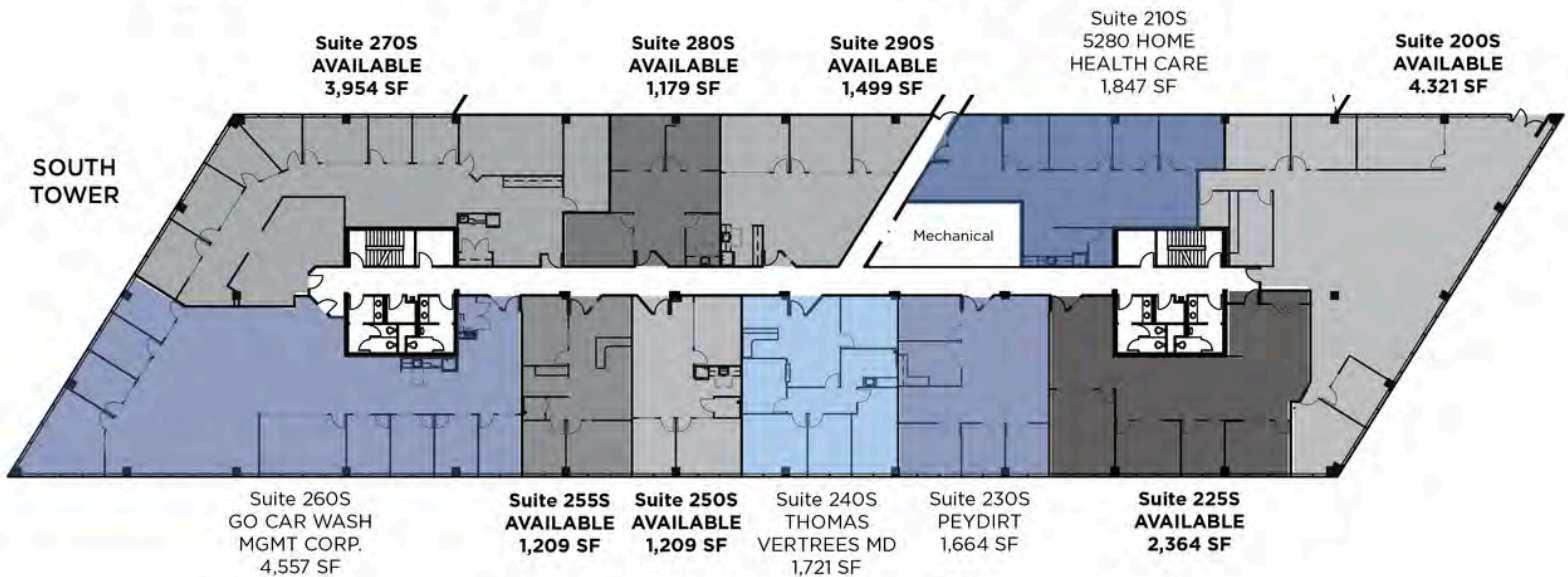 Suite 270S
AVAILABLE
3,954 SF
Suite 280S
AVAILABLE
1,179 SF
Suite 290S
AVAILABLE
1,499 SF
Suite 210S
5280 HOME
HEALTH CARE
1,847 SF
Suite 200S
AVAILABLE
4.321 SF
SOUTH
TOWER
Mechanical
Suite 260S
GO CAR WASH
MGMT CORP.
4,557 SF
Suite 255S
AVAILABLE
1,209 SF
Suite 250S
AVAILABLE
1,209 SF
Suite 240S
THOMAS
VERTREES MD
1,721 SF
Suite 230S
PEYDIRT
1,664 SF
Suite 225S
AVAILABLE
2,364 SF